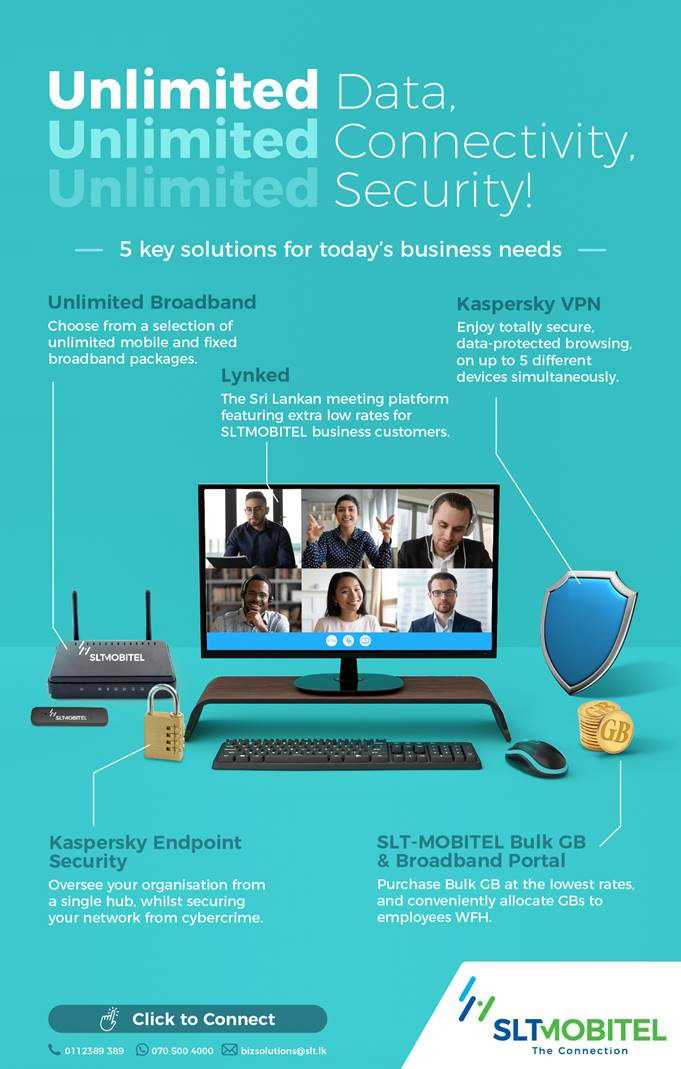 Unlimited Data,
Unlimited Connectivity,
Unlimited Security!
5 key solutions for today's business needs
Unlimited Broadband
Choose from a selection of
unlimited mobile and fixed
broadband packages.
Kaspersky VPN
Enjoy totally secure,
data-protected browsing,
on up to 5 different
devices simultaneously.
Lynked
The Sri Lankan meeting platform
featuring extra low rates for
SLTMOBITEL business customers.
SLTMOBITEL
SLTMOBITEL
GB
Kaspersky Endpoint
Security
Oversee your organisation from
a single hub, whilst securing
your network from cybercrime.
SLT-MOBITEL Bulk GB
& Broadband Portal
Purchase Bulk GB at the lowest rates,
and conveniently allocate GBs to
employees WFH.
Click to Connect
0112389 389 070 500 4000 bizsolutions@slt.lk
SLTMOBITEL
The Connection